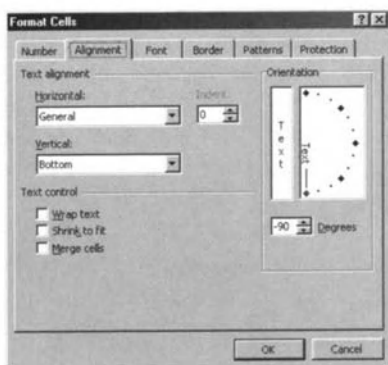 Format Cells
Number Alignment Font Border Patterns Protection
Text alignment
Horizontal: Indent:
General 0
Vertical:
Bottom
Text control
Wrap text
Shrink to fit
Merge cells
Orientation
Text
Text
-90 Degrees
OK Cancel